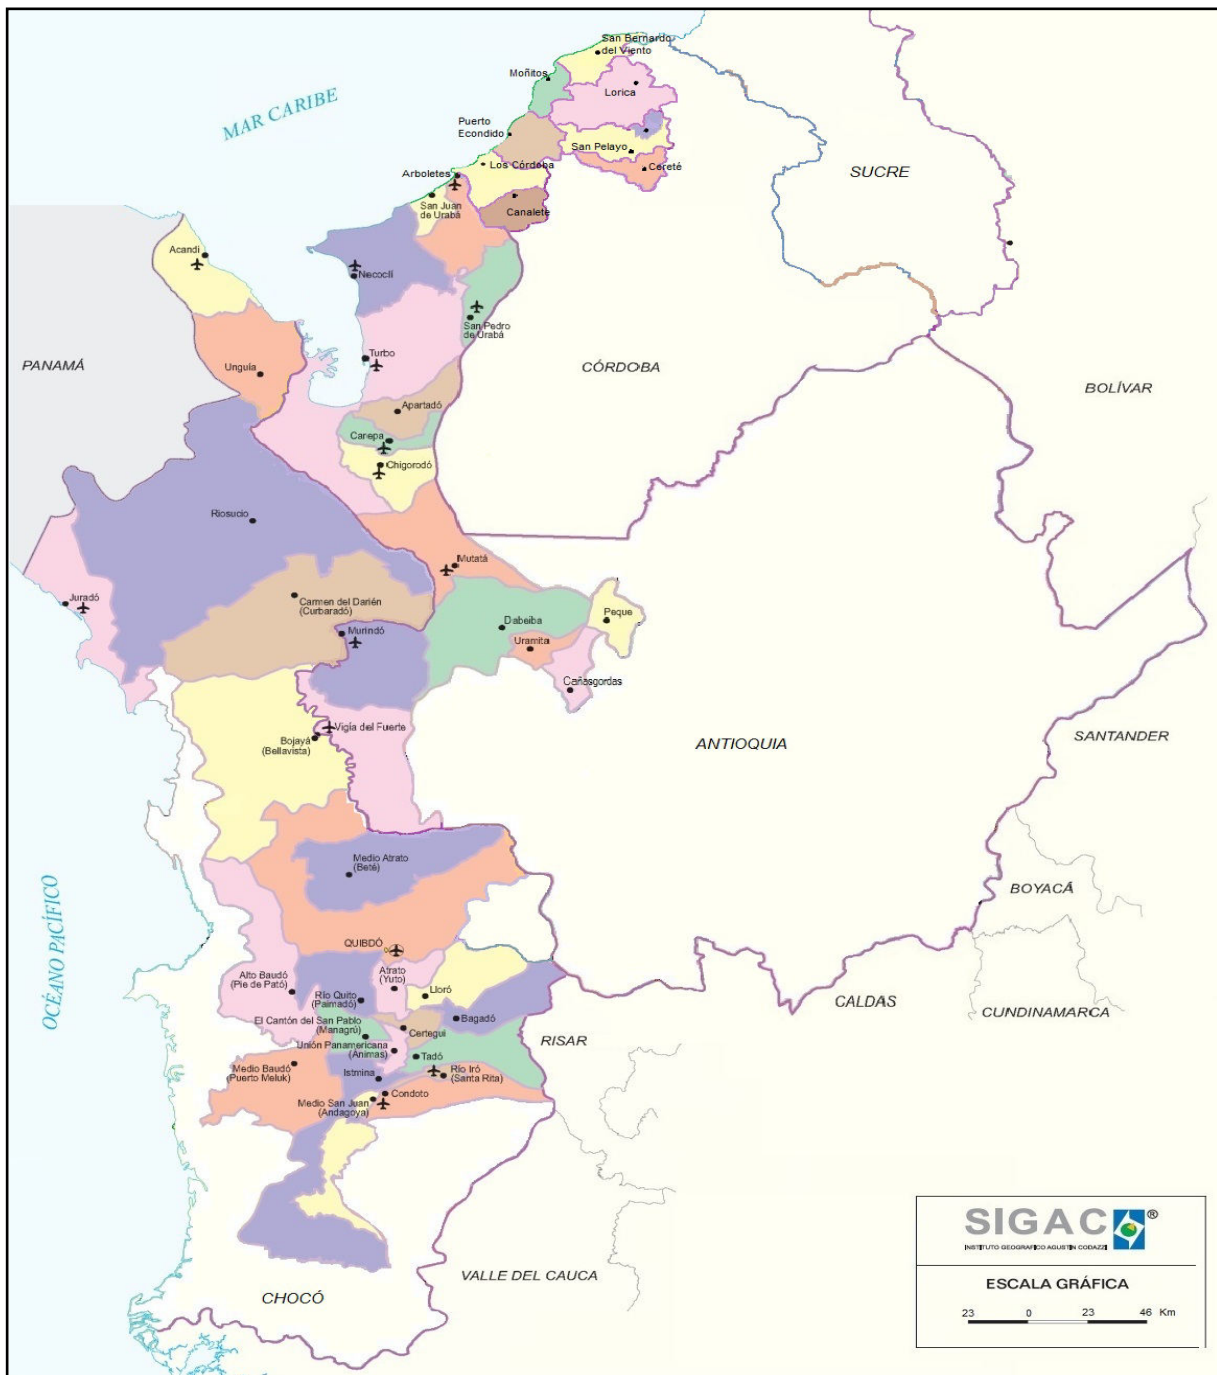 San Bernardo
del Viento
Moñitos
Lorica
MAR CARIBE
Puerto
Econdido
San Pelayo
Los Córdoba
Cereté
Arboletes
SUCRE
San Juan
de Urabá
Canalete
Acandí
Necoclí
San Pedro
de Urabá
PANAMÁ
Turbo
Unguía
CÓRDOBA
BOLÍVAR
Apartadó
Carepa
Chigorodó
Riosucio
Mutatá
Juradó
Carmen del Darién
(Curbaradó)
Peque
Dabeiba
Murindó
Uramita
Cañasgordas
Vigía del Fuerte
Bojayá
(Bellavista)
ANTIOQUIA
SANTANDER
Medio Atrato
(Beté)
BOYACÁ
OCÉANO PACÍFICO
QUIBDÓ
Alto Baudó
(Pie de Pató)
Atrato
(Yuto)
Río Quito
(Paimadó)
Lloró
CALDAS
CUNDINAMARCA
El Cantón del San Pablo
(Managrú)
Bagadó
Certegui
RISAR
Unión Panamericana
(Ánimas)
Tadó
Medio Baudó
(Puerto Meluk)
Istmina
Río Iró
(Santa Rita)
Condoto
Medio San Juan
(Andagoya)
VALLE DEL CAUCA
CHOCÓ
SIGAC®
INSTITUTO GEOGRAFICO AGUSTIN CODAZZI
ESCALA GRÁFICA
23 0 23 46 Km